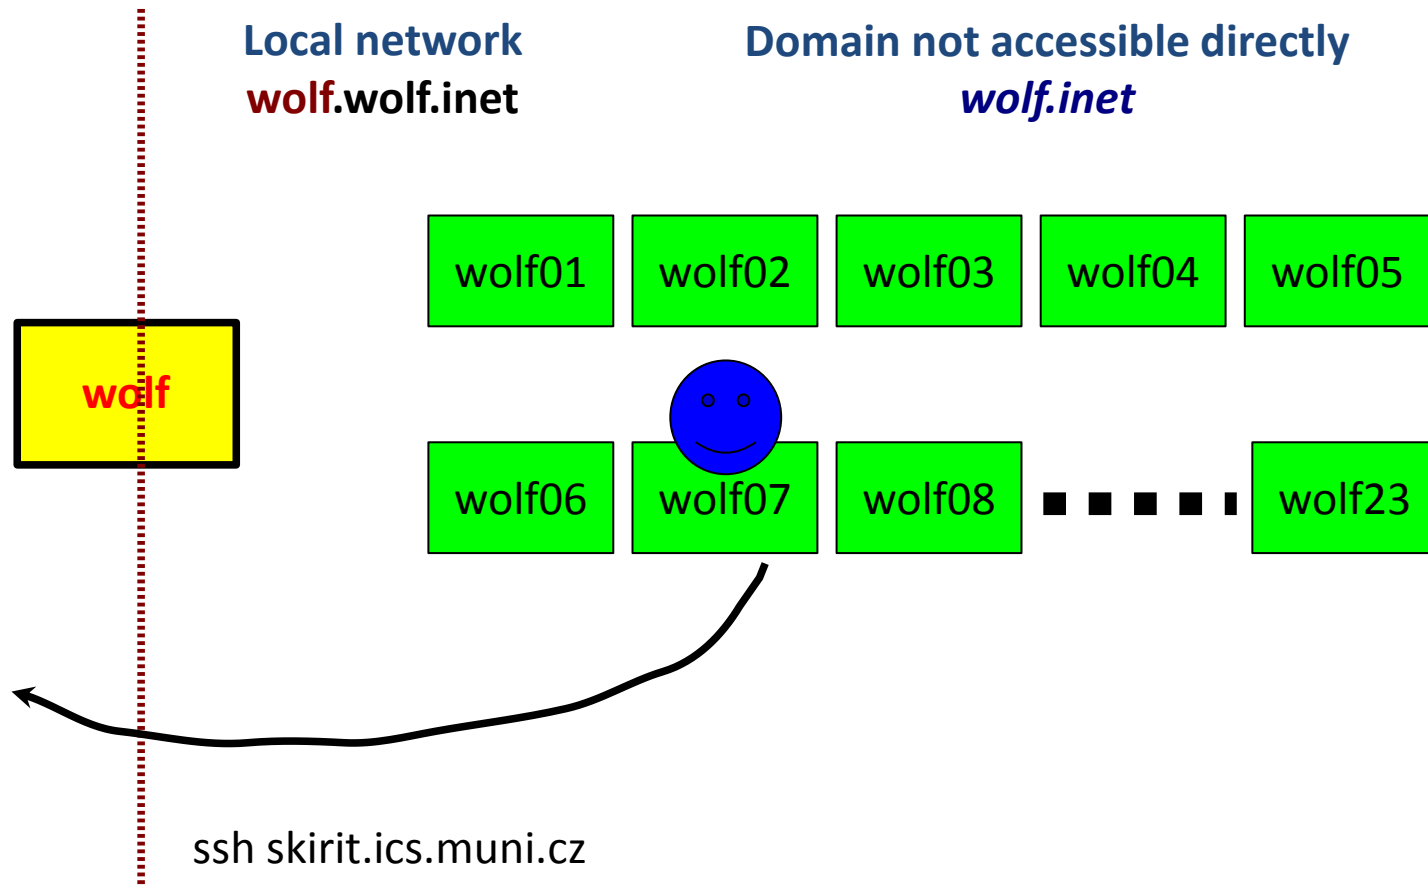 Local network
wolf.wolf.inet
Domain not accessible directly
wolf.inet
wolf01 wolf02 wolf03 wolf04 wolf05
wolf
wolf06 wolf07 wolf08 wolf23
ssh skirit.ics.muni.cz